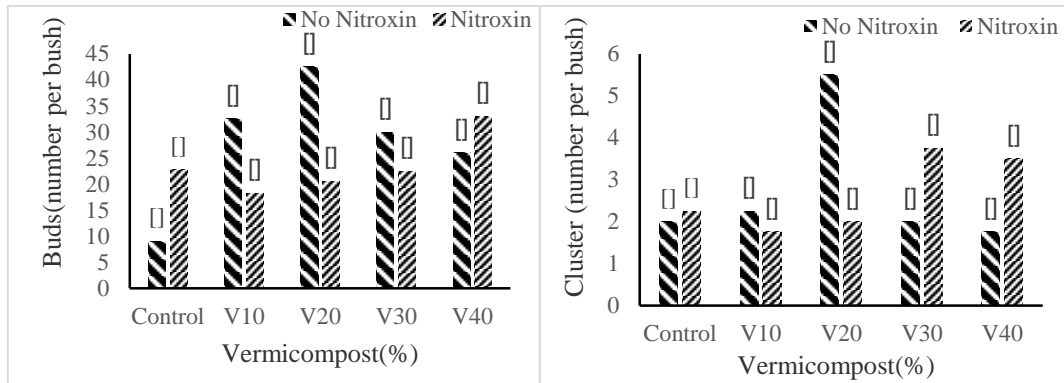 No Nitroxin Nitroxin
Buds(number per bush)
45
40
35
30
25
20
15
10
5
0
[] [] [] [] [] [] [] [] [] []
Control V10 V20 V30 V40
Vermicompost(%)
No Nitroxin Nitroxin
Cluster (number per bush)
6
5
4
3
2
1
0
[] [] [] [] [] [] [] [] [] []
Control V10 V20 V30 V40
Vermicompost(%)